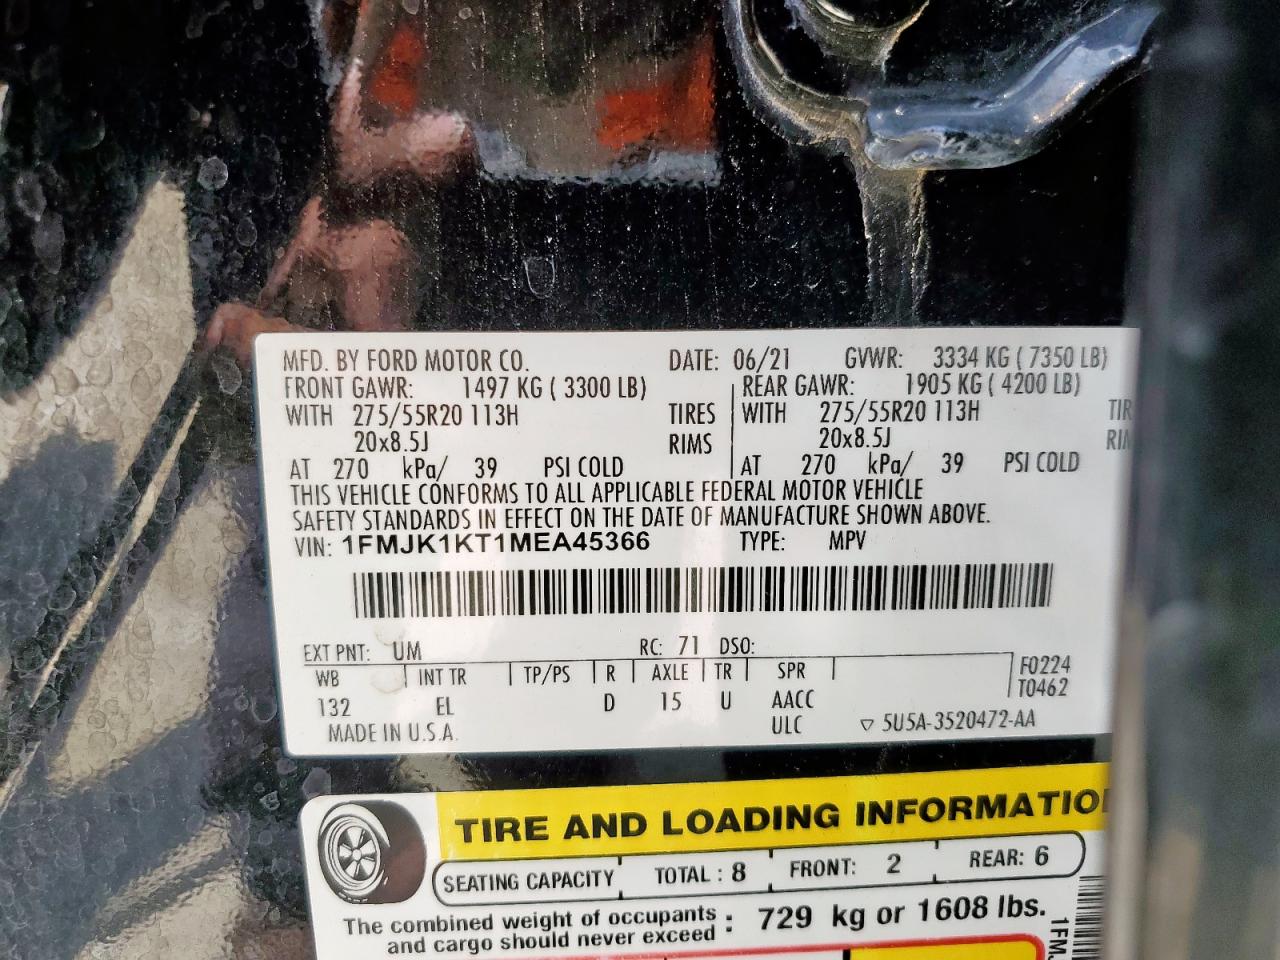 MFD. BY FORD MOTOR CO. DATE: 06/21 GVWR: 3334 KG ( 7350 LB)
FRONT GAWR: 1497 KG ( 3300 LB) REAR GAWR: 1905 KG ( 4200 LB)
WITH 275/55R20 113H TIRES WITH 275/55R20 113H TIR
20x8.5J RIMS 20x8.5J RIM
AT 270 kPa/ 39 PSI COLD AT 270 kPa/ 39 PSI COLD
THIS VEHICLE CONFORMS TO ALL APPLICABLE FEDERAL MOTOR VEHICLE
SAFETY STANDARDS IN EFFECT ON THE DATE OF MANUFACTURE SHOWN ABOVE.
VIN: 1FMJK1KT1MEA45366 TYPE: MPV
EXT PNT: UM RC: 71 DSO:
WB INT TR TP/PS R AXLE TR SPR F0224
132 EL D 15 U AACC T0462
MADE IN U.S.A. ULC ▽ 5U5A-3520472-AA
TIRE AND LOADING INFORMATIO
SEATING CAPACITY TOTAL : 8 FRONT: 2 REAR: 6
The combined weight of occupants
and cargo should never exceed : 729 kg or 1608 lbs.
1FM